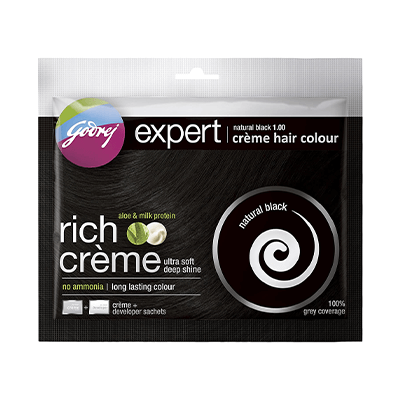 Godrej
expert
natural black 1.00
crème hair colour
aloe & milk protein
rich
crème
ultra soft
deep shine
no ammonia | long lasting colour
crème +
developer sachets
natural black
100%
grey coverage